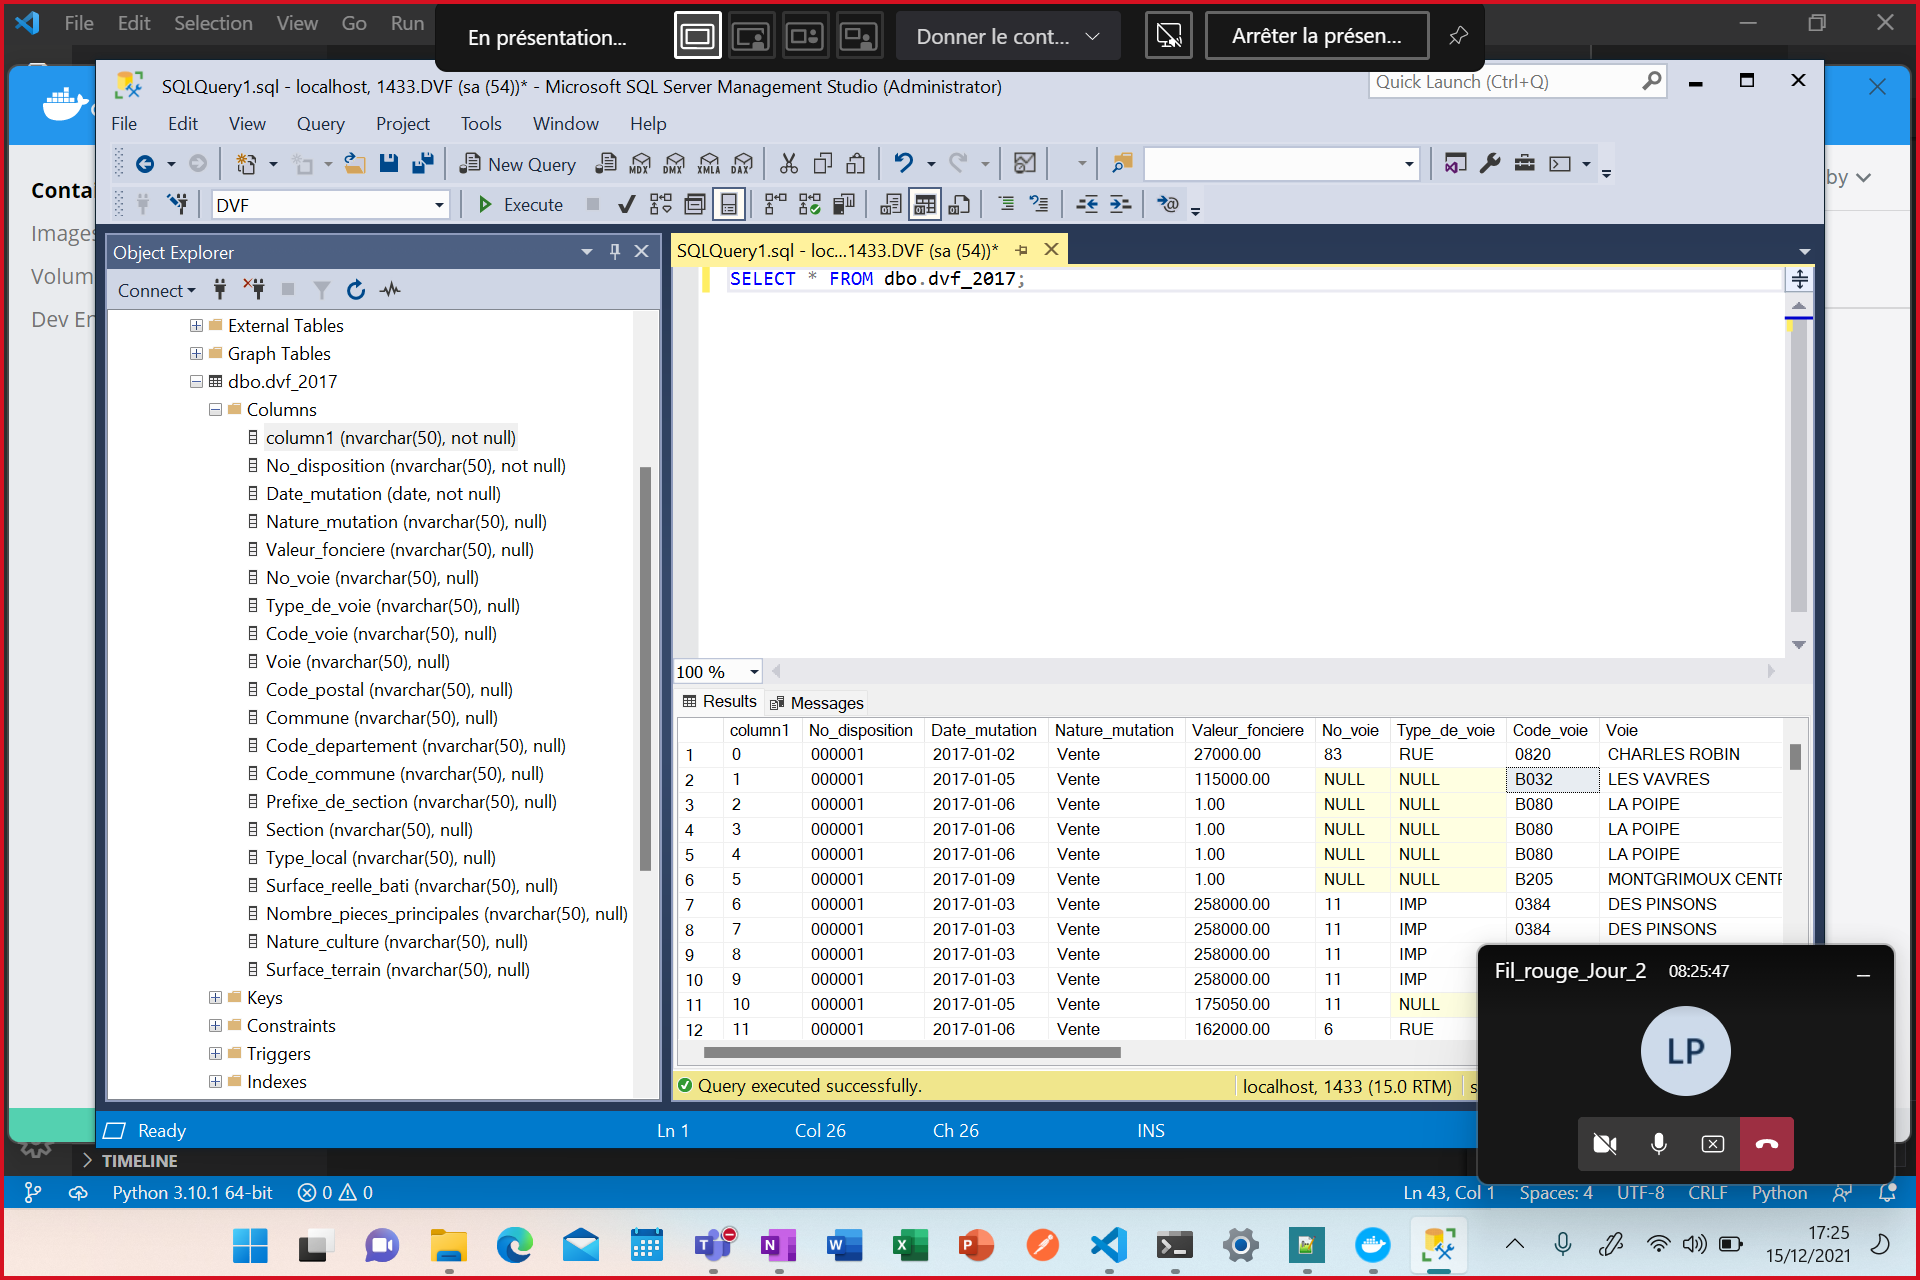 File Edit Selection View Go Run
En présentation...
Donner le cont...
Arrêter la présen...
SQLQuery1.sql - localhost, 1433.DVF (sa (54))* - Microsoft SQL Server Management Studio (Administrator)
Quick Launch (Ctrl+Q)
File Edit View Query Project Tools Window Help
New Query MDX DMX XMLA DAX
DVF Execute
Contai
Images
Volum
Dev En
by
Object Explorer
Connect
External Tables
Graph Tables
dbo.dvf_2017
Columns
column1 (nvarchar(50), not null)
No_disposition (nvarchar(50), not null)
Date_mutation (date, not null)
Nature_mutation (nvarchar(50), null)
Valeur_fonciere (nvarchar(50), null)
No_voie (nvarchar(50), null)
Type_de_voie (nvarchar(50), null)
Code_voie (nvarchar(50), null)
Voie (nvarchar(50), null)
Code_postal (nvarchar(50), null)
Commune (nvarchar(50), null)
Code_departement (nvarchar(50), null)
Code_commune (nvarchar(50), null)
Prefixe_de_section (nvarchar(50), null)
Section (nvarchar(50), null)
Type_local (nvarchar(50), null)
Surface_reelle_bati (nvarchar(50), null)
Nombre_pieces_principales (nvarchar(50), null)
Nature_culture (nvarchar(50), null)
Surface_terrain (nvarchar(50), null)
Keys
Constraints
Triggers
Indexes
SQLQuery1.sql - loc...1433.DVF (sa (54))*
SELECT * FROM dbo.dvf_2017;
100 %
Results Messages
column1 No_disposition Date_mutation Nature_mutation Valeur_fonciere No_voie Type_de_voie Code_voie Voie
1 0 000001 2017-01-02 Vente 27000.00 83 RUE 0820 CHARLES ROBIN
2 1 000001 2017-01-05 Vente 115000.00 NULL NULL B032 LES VAVRES
3 2 000001 2017-01-06 Vente 1.00 NULL NULL B080 LA POIPE
4 3 000001 2017-01-06 Vente 1.00 NULL NULL B080 LA POIPE
5 4 000001 2017-01-06 Vente 1.00 NULL NULL B080 LA POIPE
6 5 000001 2017-01-09 Vente 1.00 NULL NULL B205 MONTGRIMOUX CENTR
7 6 000001 2017-01-03 Vente 258000.00 11 IMP 0384 DES PINSONS
8 7 000001 2017-01-03 Vente 258000.00 11 IMP 0384 DES PINSONS
9 8 000001 2017-01-03 Vente 258000.00 11 IMP
10 9 000001 2017-01-03 Vente 258000.00 11 IMP
11 10 000001 2017-01-05 Vente 175050.00 11 NULL
12 11 000001 2017-01-06 Vente 162000.00 6 RUE
Query executed successfully. localhost, 1433 (15.0 RTM) s
Fil_rouge_Jour_2 08:25:47
LP
Ready Ln 1 Col 26 Ch 26 INS
TIMELINE
Python 3.10.1 64-bit 0 0 Ln 43, Col 1 Spaces: 4 UTF-8 CRLF Python
17:25
15/12/2021